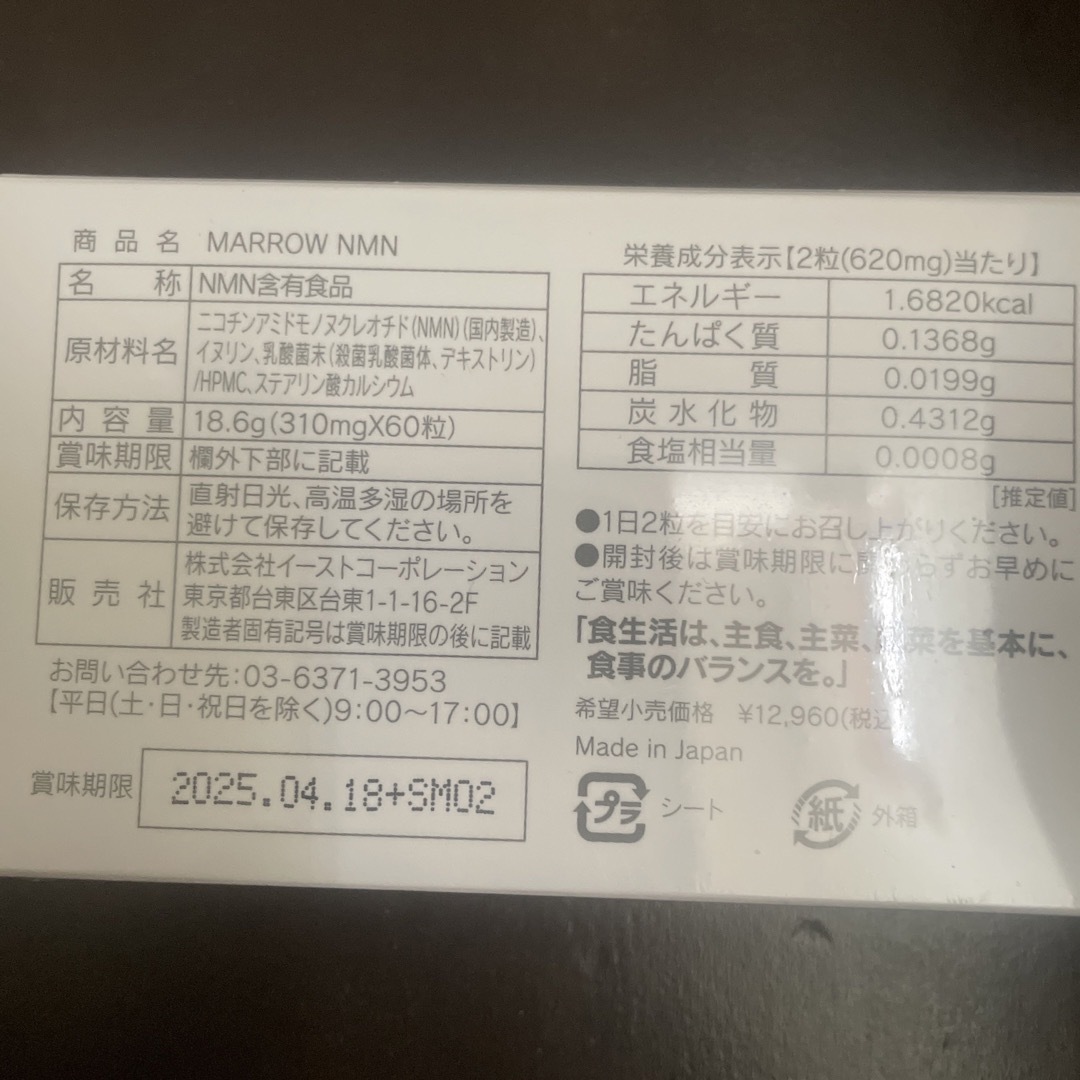 商品名 MARROW NMN
名称 NMN含有食品
原材料名 ニコチンアミドモノヌクレオチド(NMN)(国内製造)、
イヌリン、乳酸菌末(殺菌乳酸菌体、デキストリン)
/HPMC、ステアリン酸カルシウム
内容量 18.6g(310mgX60粒)
賞味期限 欄外下部に記載
保存方法 直射日光、高温多湿の場所を
避けて保存してください。
販売社 株式会社イーストコーポレーション
東京都台東区台東1-1-16-2F
製造者固有記号は賞味期限の後に記載
お問い合わせ先:03-6371-3953
【平日(土・日・祝日を除く)9:00〜17:00】
賞味期限 2025.04.18+SM02
栄養成分表示【2粒(620mg)当たり】
エネルギー 1.6820kcal
たんぱく質 0.1368g
脂質 0.0199g
炭水化物 0.4312g
食塩相当量 0.0008g
[推定値]
●1日2粒を目安にお召し上がりください。
●開封後は賞味期限に らずお早めに
ご賞味ください。
「食生活は、主食、主菜、 菜を基本に、
食事のバランスを。」
希望小売価格 ¥12,960(税込
Made in Japan
プラ シート
紙 外箱